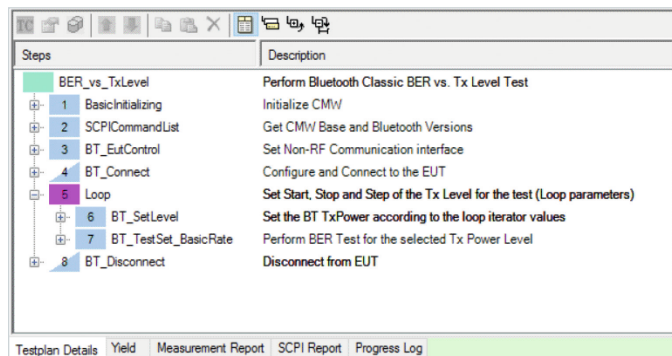 TC
Steps Description
BER_vs_TxLevel Perform Bluetooth Classic BER vs. Tx Level Test
1 BasicInitializing Initialize CMW
2 SCPICommandList Get CMW Base and Bluetooth Versions
3 BT_EutControl Set Non-RF Communication interface
4 BT_Connect Configure and Connect to the EUT
5 Loop Set Start, Stop and Step of the Tx Level for the test (Loop parameters)
6 BT_SetLevel Set the BT TxPower according to the loop iterator values
7 BT_TestSet_BasicRate Perform BER Test for the selected Tx Power Level
8 BT_Disconnect Disconnect from EUT
Testplan Details Yield Measurement Report SCPI Report Progress Log